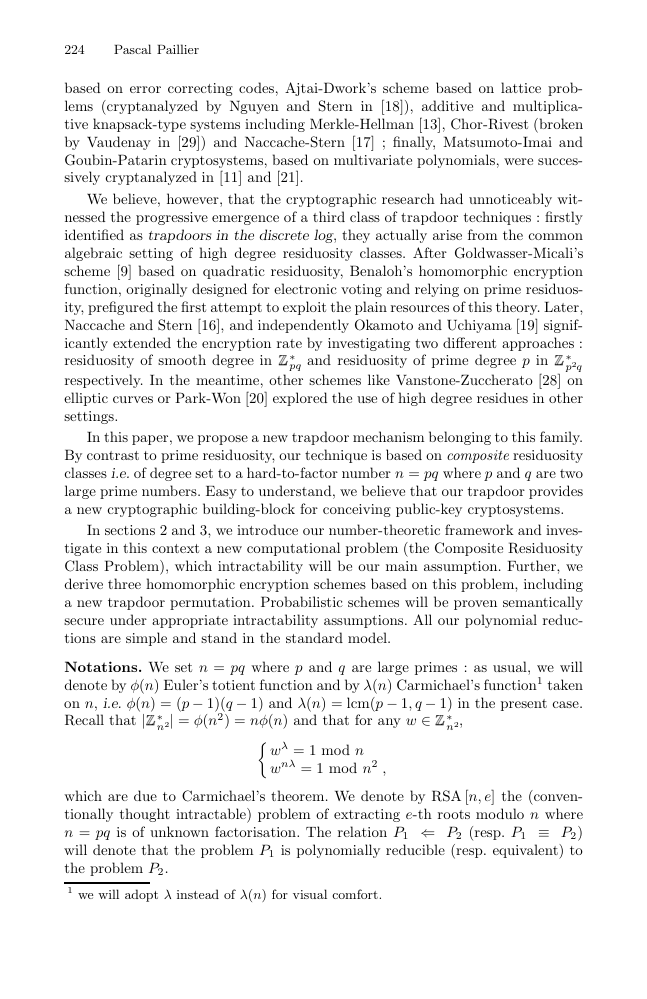 224 Pascal Paillier
based on error correcting codes, Ajtai-Dwork's scheme based on lattice prob-
lems (cryptanalyzed by Nguyen and Stern in [18]), additive and multiplica-
tive knapsack-type systems including Merkle-Hellman [13], Chor-Rivest (broken
by Vaudenay in [29]) and Naccache-Stern [17] ; finally, Matsumoto-Imai and
Goubin-Patarin cryptosystems, based on multivariate polynomials, were succes-
sively cryptanalyzed in [11] and [21].
We believe, however, that the cryptographic research had unnoticeably wit-
nessed the progressive emergence of a third class of trapdoor techniques : firstly
identified as trapdoors in the discrete log, they actually arise from the common
algebraic setting of high degree residuosity classes. After Goldwasser-Micali's
scheme [9] based on quadratic residuosity, Benaloh's homomorphic encryption
function, originally designed for electronic voting and relying on prime residuos-
ity, prefigured the first attempt to exploit the plain resources of this theory. Later,
Naccache and Stern [16], and independently Okamoto and Uchiyama [19] signif-
icantly extended the encryption rate by investigating two different approaches :
residuosity of smooth degree in ℤ*_{pq} and residuosity of prime degree p in ℤ*_{p²q}
respectively. In the meantime, other schemes like Vanstone-Zuccherato [28] on
elliptic curves or Park-Won [20] explored the use of high degree residues in other
settings.
In this paper, we propose a new trapdoor mechanism belonging to this family.
By contrast to prime residuosity, our technique is based on composite residuosity
classes i.e. of degree set to a hard-to-factor number n = pq where p and q are two
large prime numbers. Easy to understand, we believe that our trapdoor provides
a new cryptographic building-block for conceiving public-key cryptosystems.
In sections 2 and 3, we introduce our number-theoretic framework and inves-
tigate in this context a new computational problem (the Composite Residuosity
Class Problem), which intractability will be our main assumption. Further, we
derive three homomorphic encryption schemes based on this problem, including
a new trapdoor permutation. Probabilistic schemes will be proven semantically
secure under appropriate intractability assumptions. All our polynomial reduc-
tions are simple and stand in the standard model.
Notations. We set n = pq where p and q are large primes : as usual, we will
denote by ϕ(n) Euler's totient function and by λ(n) Carmichael's function¹ taken
on n, i.e. ϕ(n) = (p − 1)(q − 1) and λ(n) = lcm(p − 1, q − 1) in the present case.
Recall that |ℤ*_{n²}| = ϕ(n²) = nϕ(n) and that for any w ∈ ℤ*_{n²},
{ w^λ = 1 mod n
w^{nλ} = 1 mod n² ,
which are due to Carmichael's theorem. We denote by RSA [n, e] the (conven-
tionally thought intractable) problem of extracting e-th roots modulo n where
n = pq is of unknown factorisation. The relation P₁ ⇐ P₂ (resp. P₁ ≡ P₂)
will denote that the problem P₁ is polynomially reducible (resp. equivalent) to
the problem P₂.
¹ we will adopt λ instead of λ(n) for visual comfort.